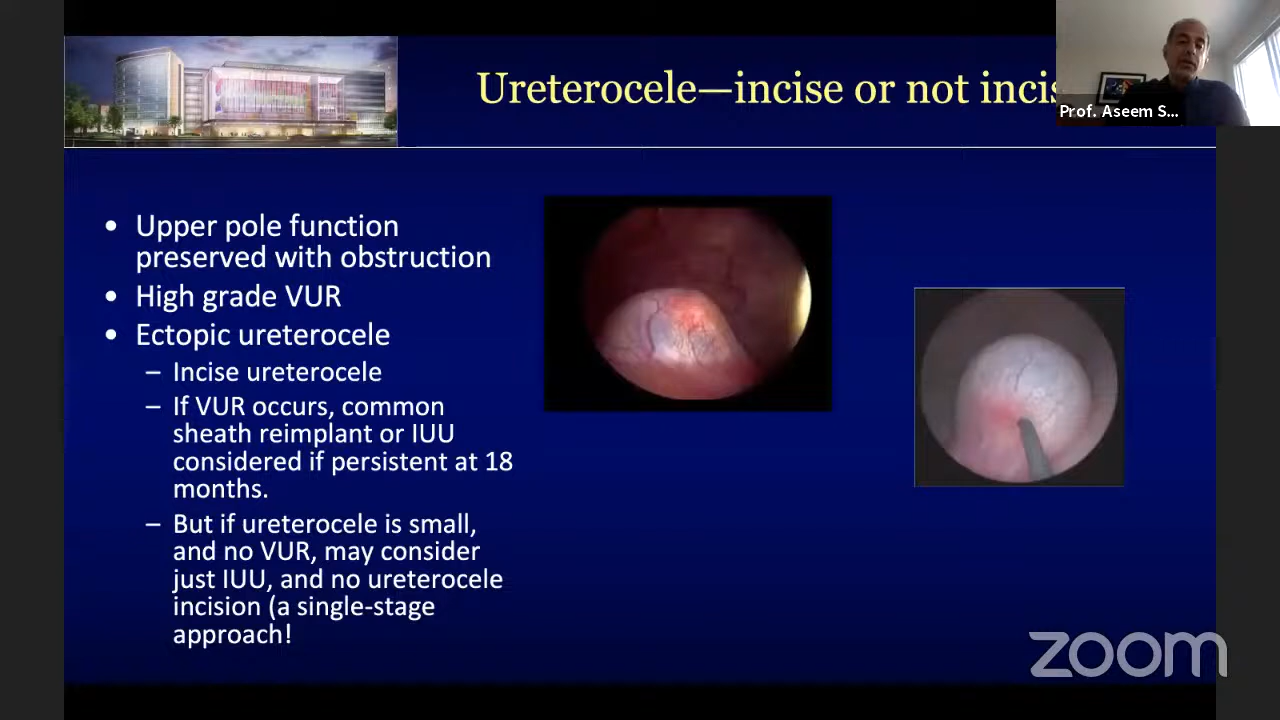 Ureterocele—incise or not incis
Prof. Aseem S...
• Upper pole function
preserved with obstruction
• High grade VUR
• Ectopic ureterocele
– Incise ureterocele
– If VUR occurs, common
sheath reimplant or IUU
considered if persistent at 18
months.
– But if ureterocele is small,
and no VUR, may consider
just IUU, and no ureterocele
incision (a single-stage
approach!
zoom